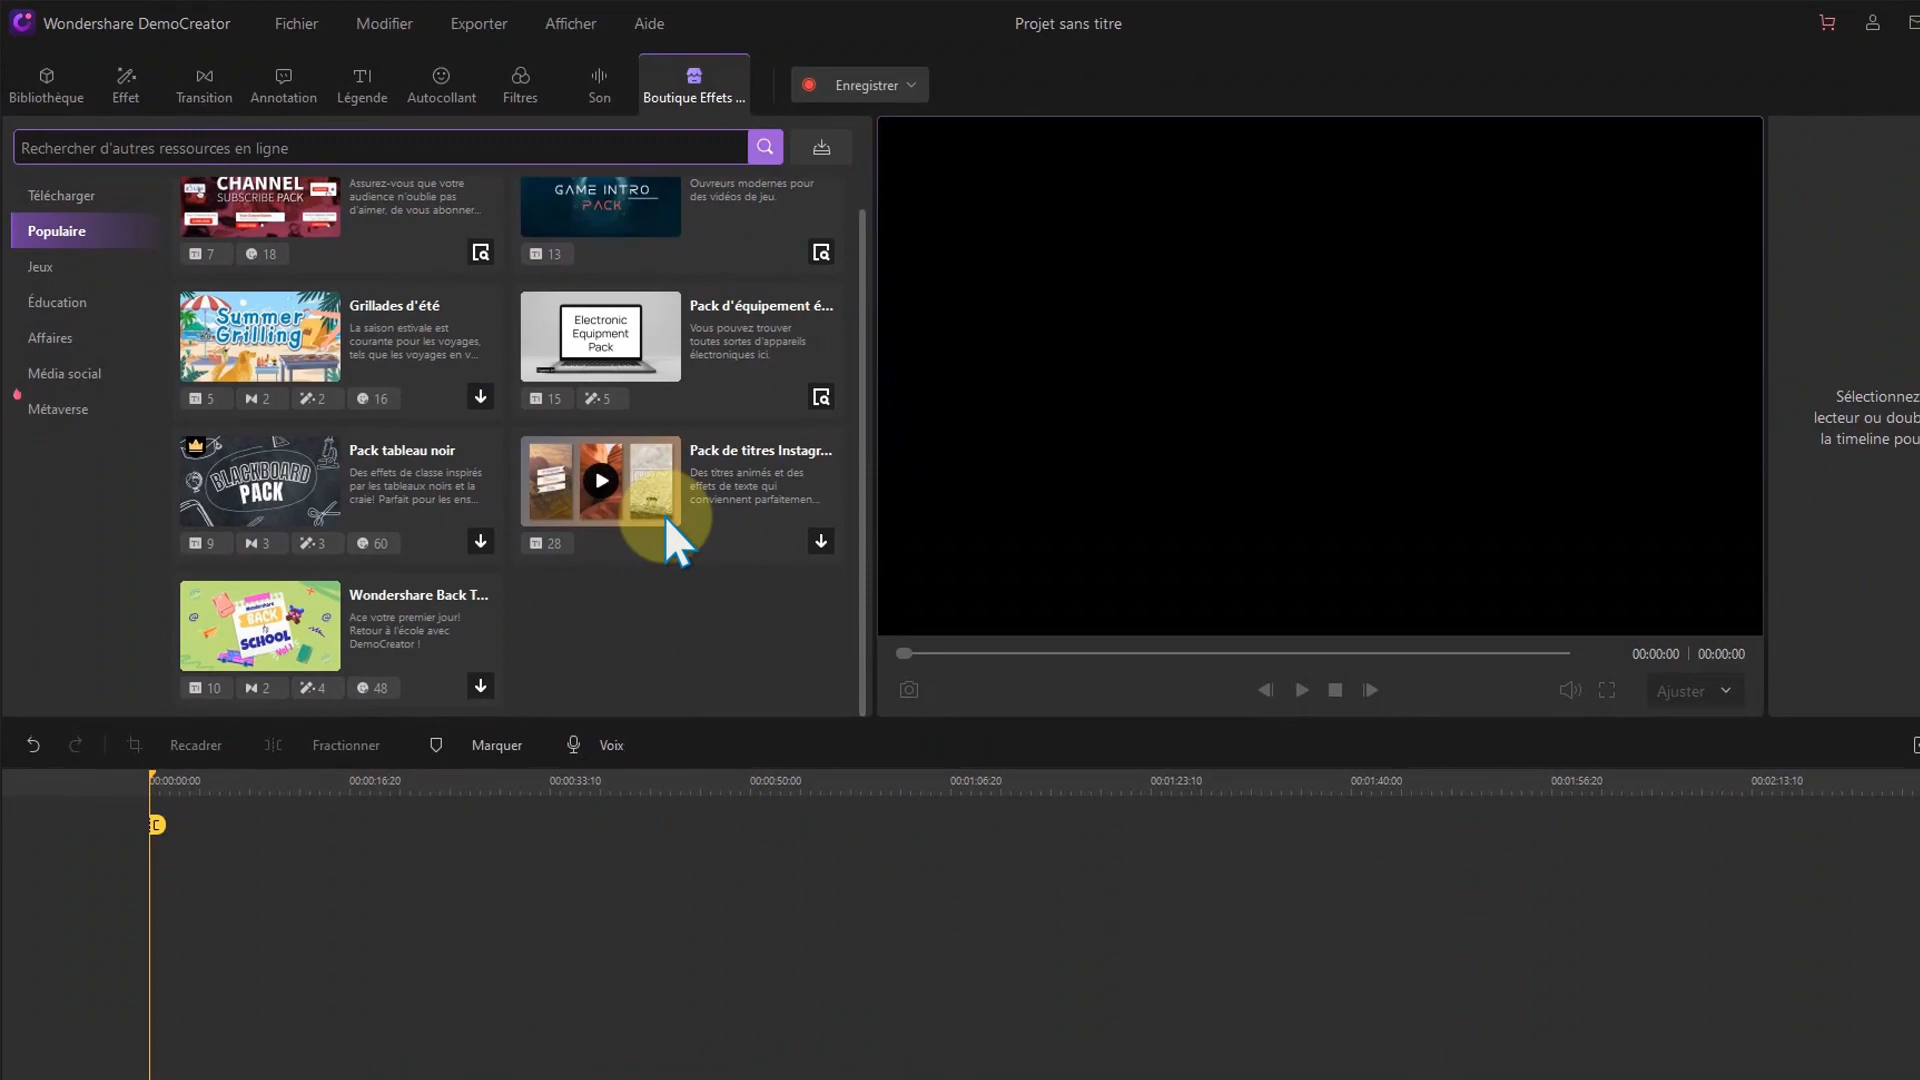 Wondershare DemoCreator
Fichier
Modifier
Exporter
Afficher
Aide
Projet sans titre
Bibliothèque
Effet
Transition
Annotation
Légende
Autocollant
Filtres
Son
Boutique Effets ...
Enregistrer
Rechercher d'autres ressources en ligne
Télécharger
Populaire
Jeux
Éducation
Affaires
Média social
Métaverse
CHANNEL
SUBSCRIBE PACK
Assurez-vous que votre
audience n'oublie pas
d'aimer, de vous abonner...
7
18
GAME INTRO
PACK
Ouvreurs modernes pour
des vidéos de jeu.
13
Summer
Grilling
Grillades d'été
La saison estivale est
courante pour les voyages,
tels que les voyages en v...
5
2
2
16
Electronic
Equipment
Pack
Pack d'équipement é...
Vous pouvez trouver
toutes sortes d'appareils
électroniques ici.
15
5
BLACKBOARD
PACK
Pack tableau noir
Des effets de classe inspirés
par les tableaux noirs et la
craie! Parfait pour les ens...
9
3
3
60
Pack de titres Instagr...
Des titres animés et des
effets de texte qui
conviennent parfaitemen...
28
Wondershare
BACK
to
SCHOOL
Vol.1
Wondershare Back T...
Ace votre premier jour!
Retour à l'école avec
DemoCreator !
10
2
4
48
Sélectionnez
lecteur ou doub
la timeline pou
00:00:00 | 00:00:00
Ajuster
Recadrer
Fractionner
Marquer
Voix
00:00:00:00
00:00:16:20
00:00:33:10
00:00:50:00
00:01:06:20
00:01:23:10
00:01:40:00
00:01:56:20
00:02:13:10